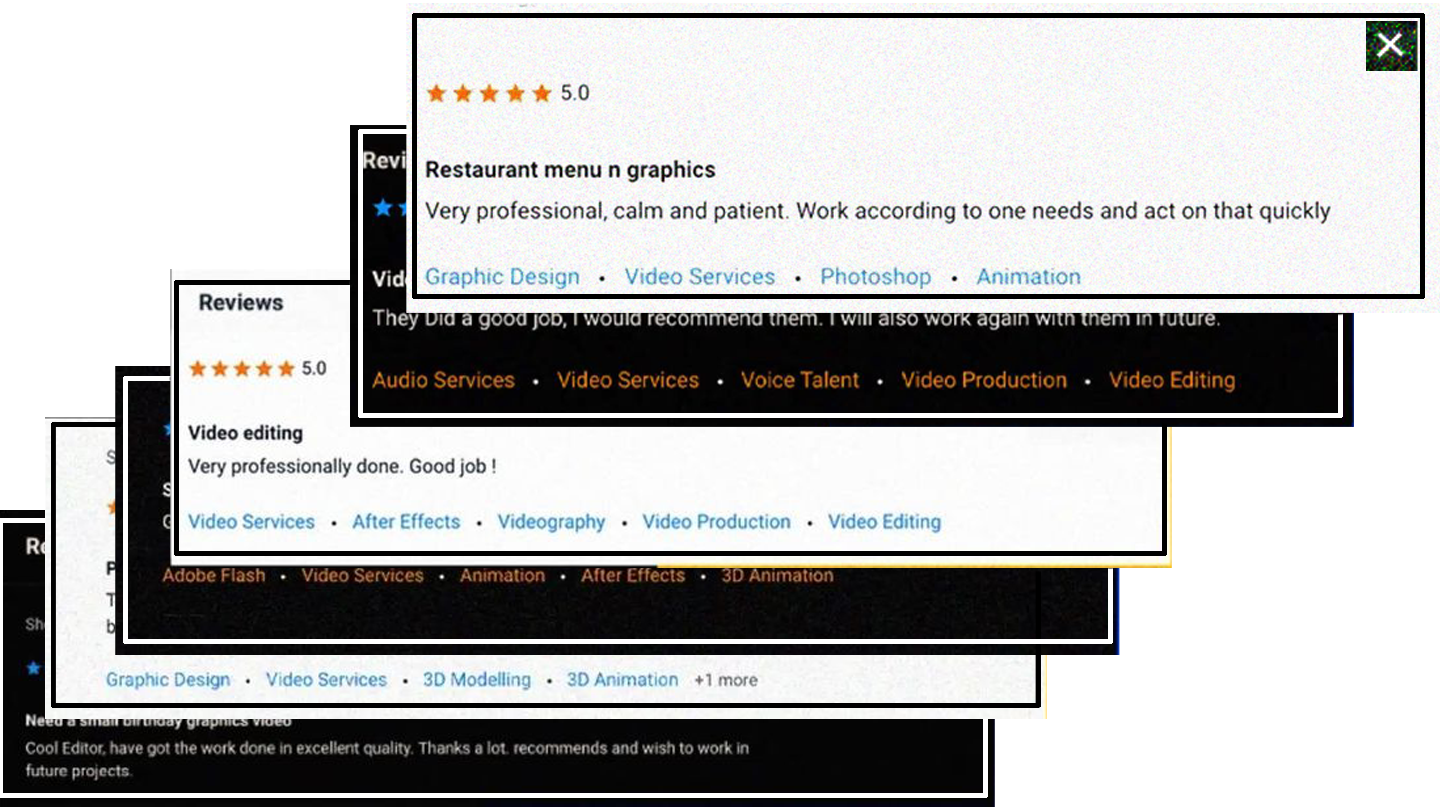 5.0
Restaurant menu n graphics
Very professional, calm and patient. Work according to one needs and act on that quickly
Graphic Design • Video Services • Photoshop • Animation
They Did a good job, I would recommend them. I will also work again with them in future.
Audio Services • Video Services • Voice Talent • Video Production • Video Editing
Reviews
5.0
Video editing
Very professionally done. Good job !
Video Services • After Effects • Videography • Video Production • Video Editing
Adobe Flash • Video Services • Animation • After Effects • 3D Animation
Graphic Design • Video Services • 3D Modelling • 3D Animation +1 more
Need a small birthday graphics video
Cool Editor, have got the work done in excellent quality. Thanks a lot. recommends and wish to work in
future projects.